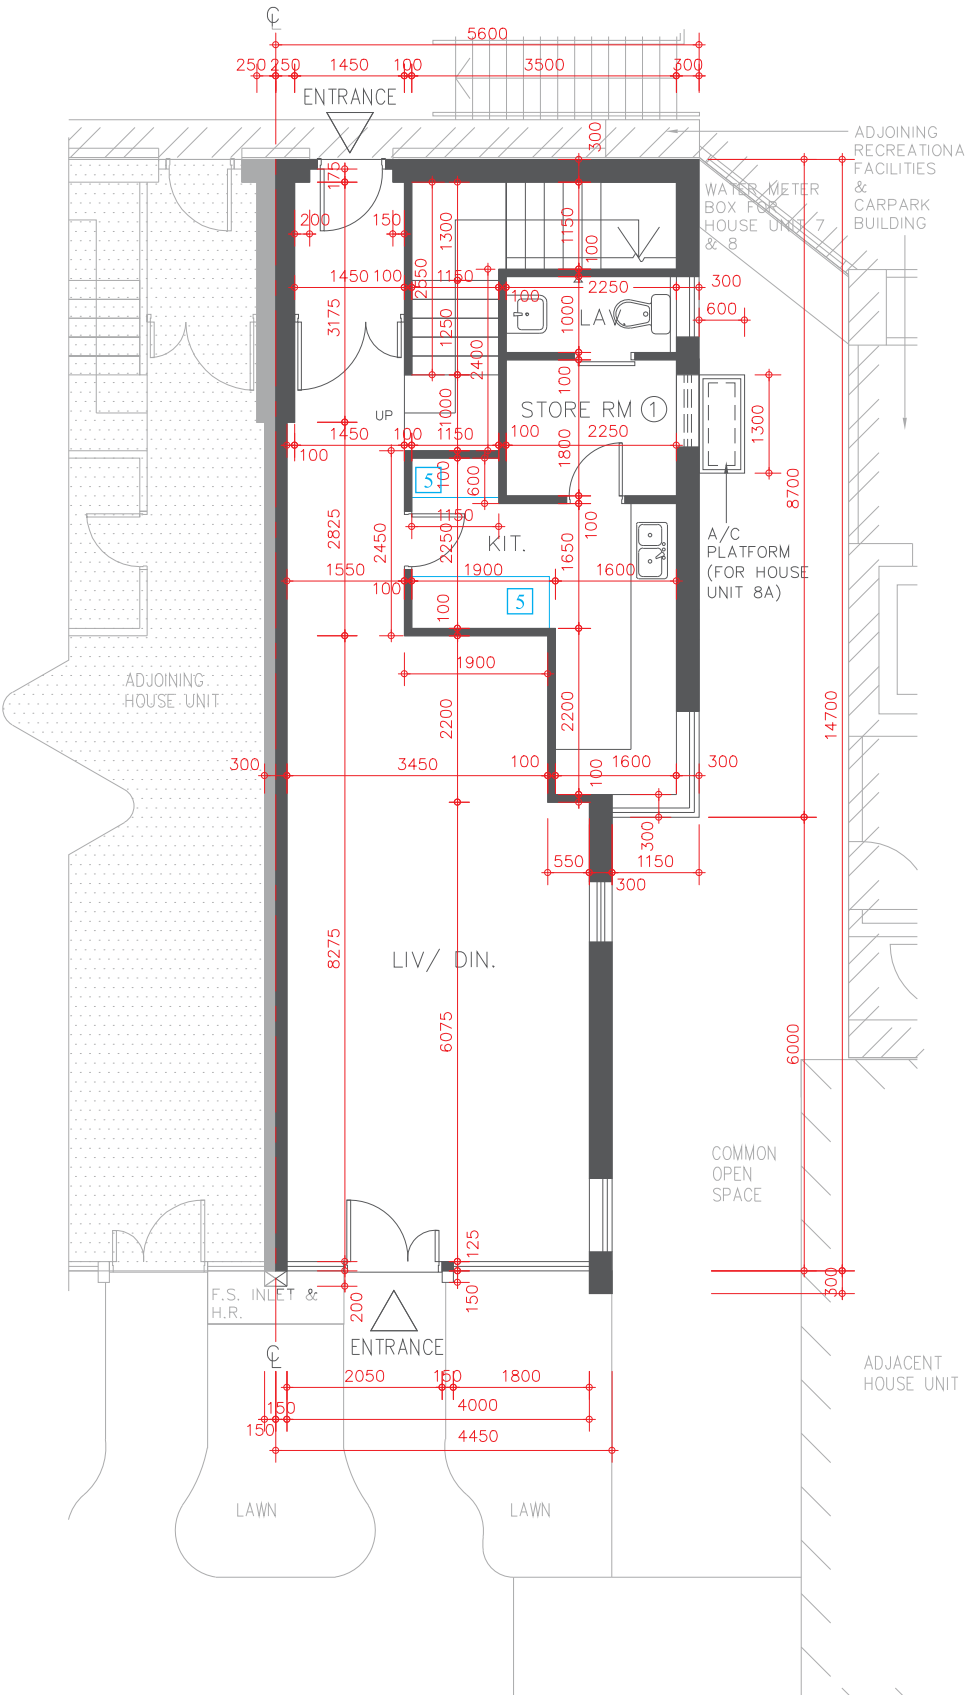 ℄
5600
250 250 1450 100 3500 300
ENTRANCE
ADJOINING
RECREATIONA
FACILITIES
&
CARPARK
BUILDING
300
175
WATER METER
BOX FOR
HOUSE UNIT 7
& 8
200 150
1300
1150
100
2550
1450 100 1150
100
2250
300
3175
1250
2400
1000
LAV.
600
100
STORE RM 1
1300
UP
1000
1450 100 1150 100 2250
100
1800
8700
5
100
600
1150
2825
2450
2250
KIT.
100
1650
A/C
PLATFORM
(FOR HOUSE
UNIT 8A)
1550
100
1900
1600
5
100
1900
ADJOINING
HOUSE UNIT
2200
2200
14700
300
3450
100
1600
300
100
300
550
300
1150
LIV/ DIN.
8275
6075
6000
COMMON
OPEN
SPACE
125
150
200
300
F.S. INLET &
H.R.
ENTRANCE
℄
ADJACENT
HOUSE UNIT
2050 150 1800
150
4000
150
4450
LAWN
LAWN